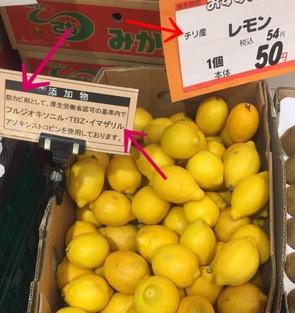 みか
レモン
チリ産
税込 54円
1個 本体 50円
添加物
防カビ剤として、厚生労働省認可の基準内で
フルジオキソニル・TBZ・イマザリル
アゾキシストロビンを使用しております。